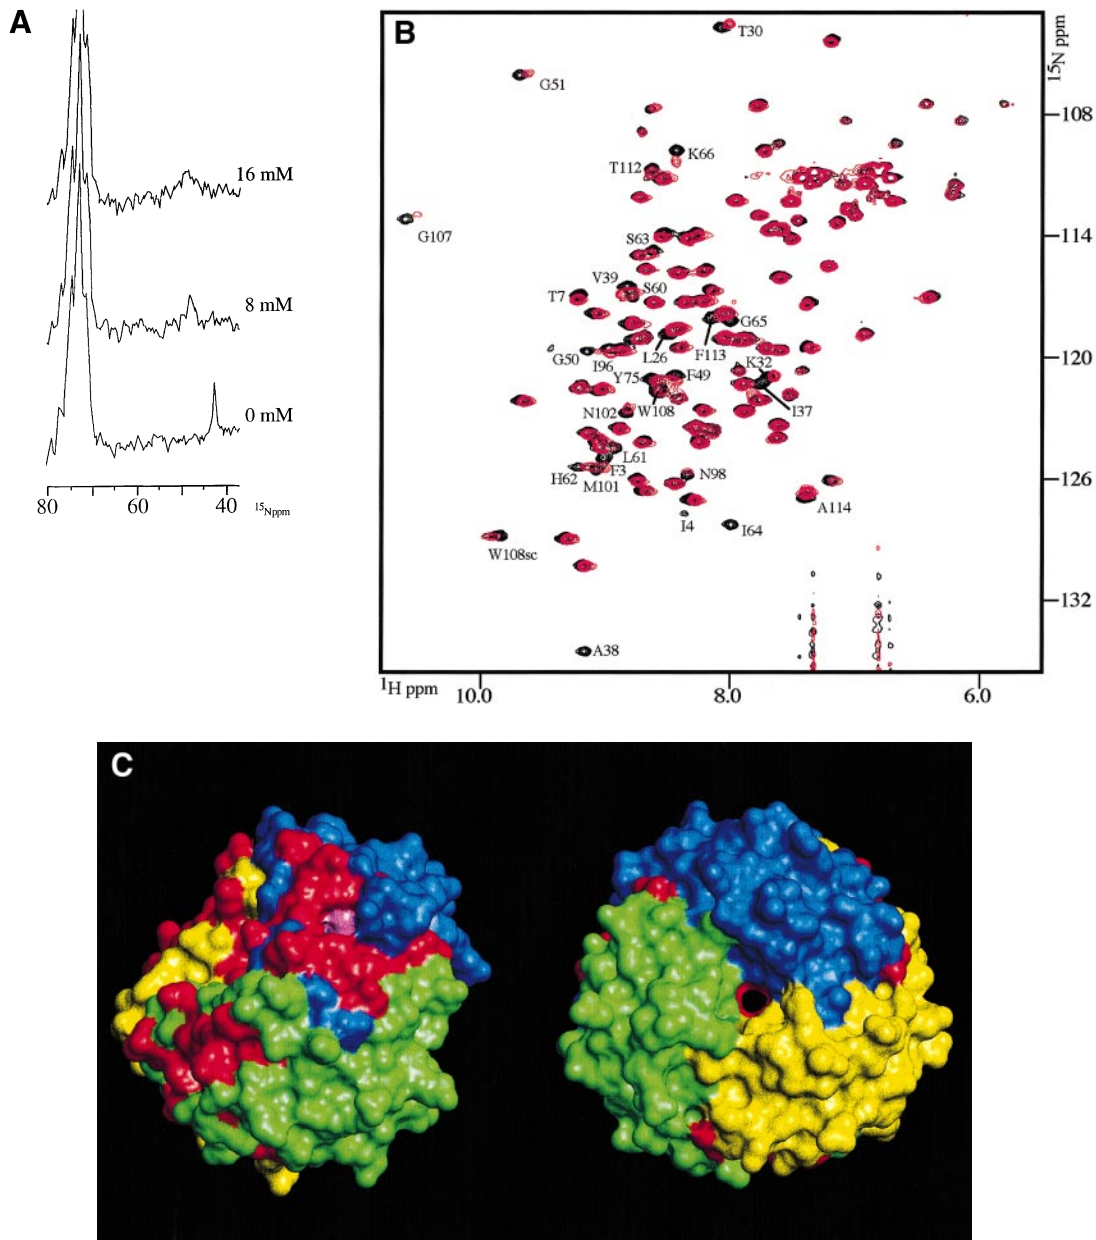 A
16 mM
8 mM
0 mM
80
60
40
15Nppm
B
T30
G51
K66
T112
G107
S63
V39
S60
T7
G65
G50
L26
F113
I96
K32
Y75
F49
W108
I37
N102
L61
H62
F3
M101
N98
A114
I4
I64
W108sc
A38
15N ppm
108
114
120
126
132
1H ppm
10.0
8.0
6.0
C